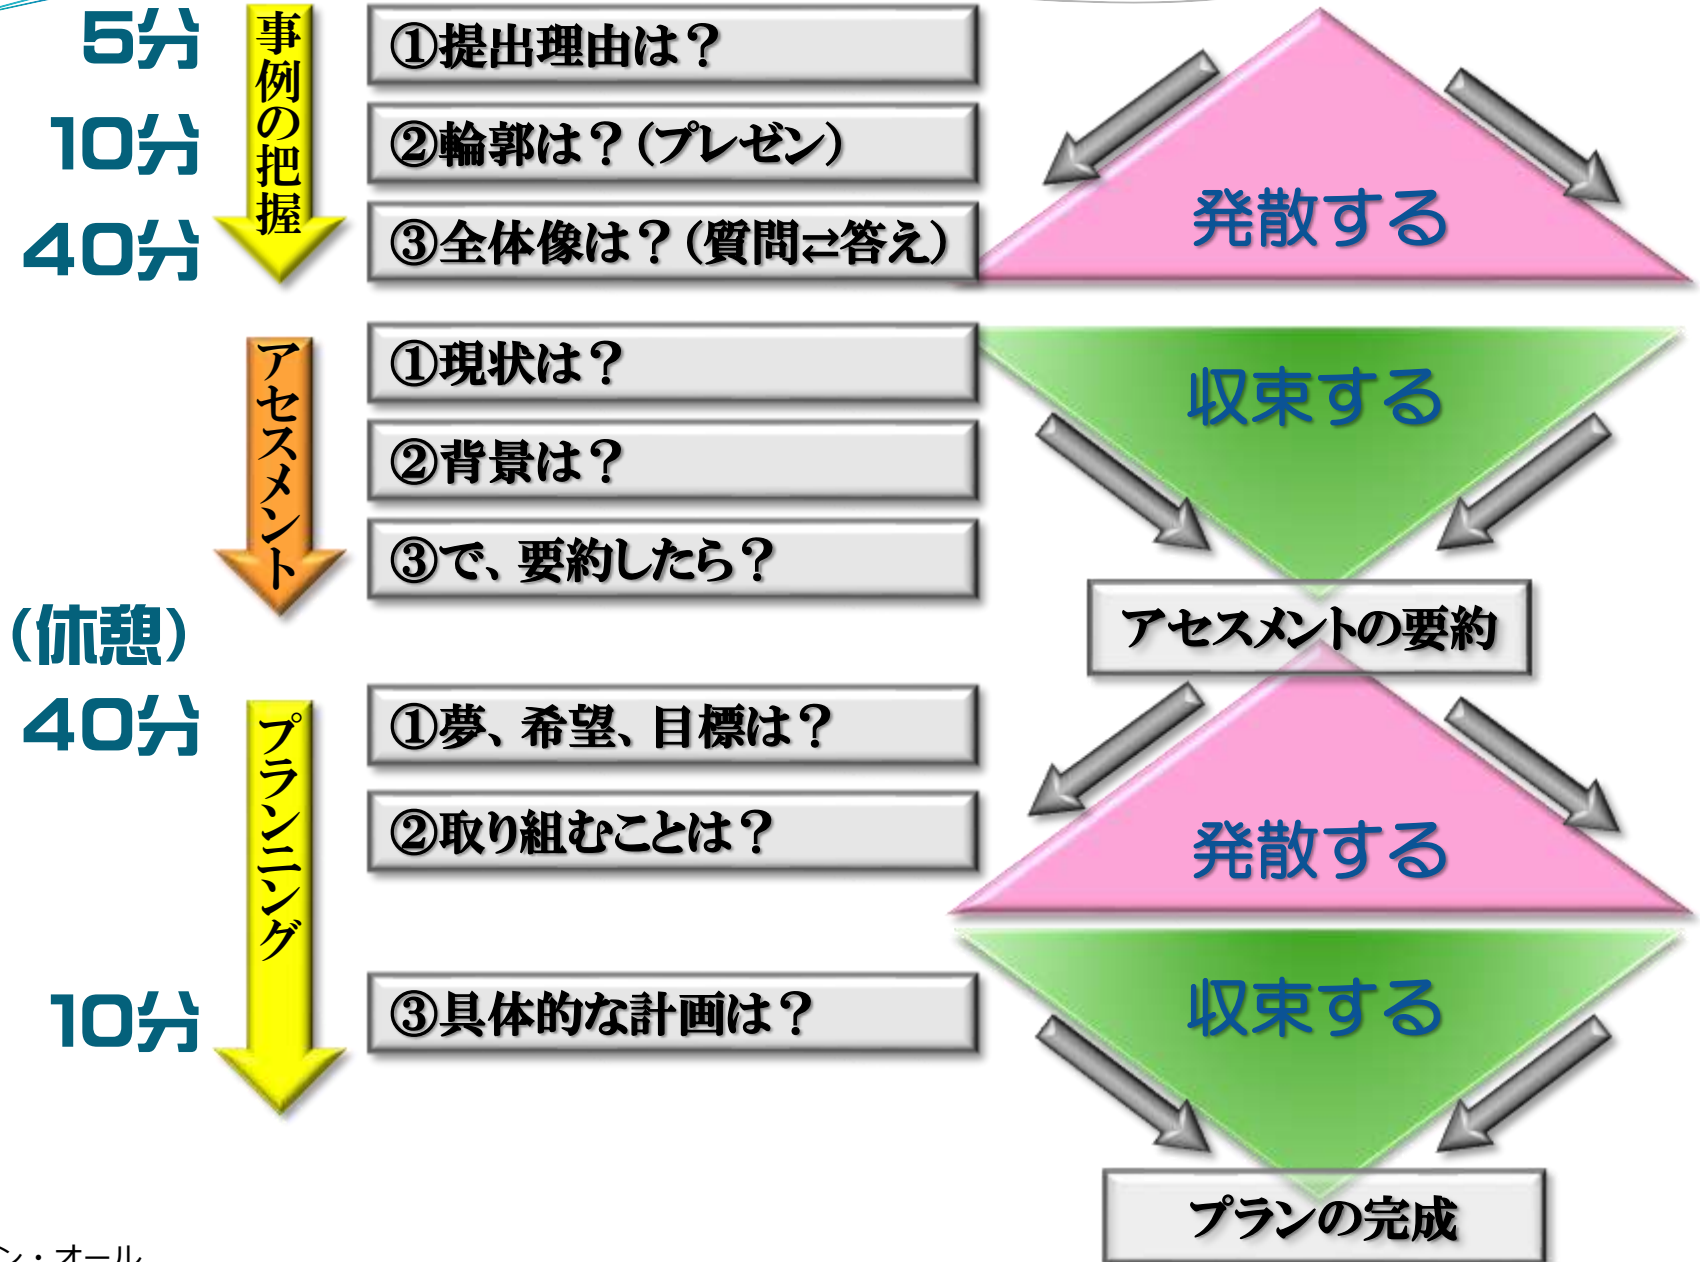 5分
事例の把握
①提出理由は？
10分
②輪郭は？（プレゼン）
40分
③全体像は？（質問⇄答え）
発散する
アセスメント
①現状は？
②背景は？
③で、要約したら？
収束する
アセスメントの要約
（休憩）
40分
プランニング
①夢、希望、目標は？
②取り組むことは？
発散する
10分
③具体的な計画は？
収束する
プランの完成
ン・オール